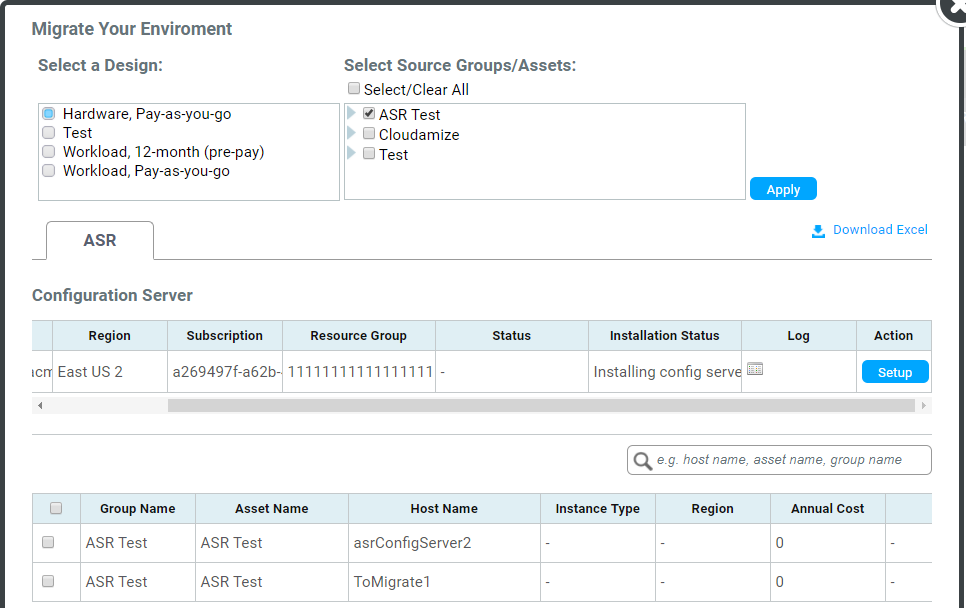 Migrate Your Enviroment
Select a Design:
Select Source Groups/Assets:
Select/Clear All
Hardware, Pay-as-you-go
Test
Workload, 12-month (pre-pay)
Workload, Pay-as-you-go
ASR Test
Cloudamize
Test
Apply
ASR
Download Excel
Configuration Server
Region Subscription Resource Group Status Installation Status Log Action
East US 2 a269497f-a62b- 11111111111111111 - Installing config serve Setup
e.g. host name, asset name, group name
Group Name Asset Name Host Name Instance Type Region Annual Cost
ASR Test ASR Test asrConfigServer2 - - 0 -
ASR Test ASR Test ToMigrate1 - - 0 -